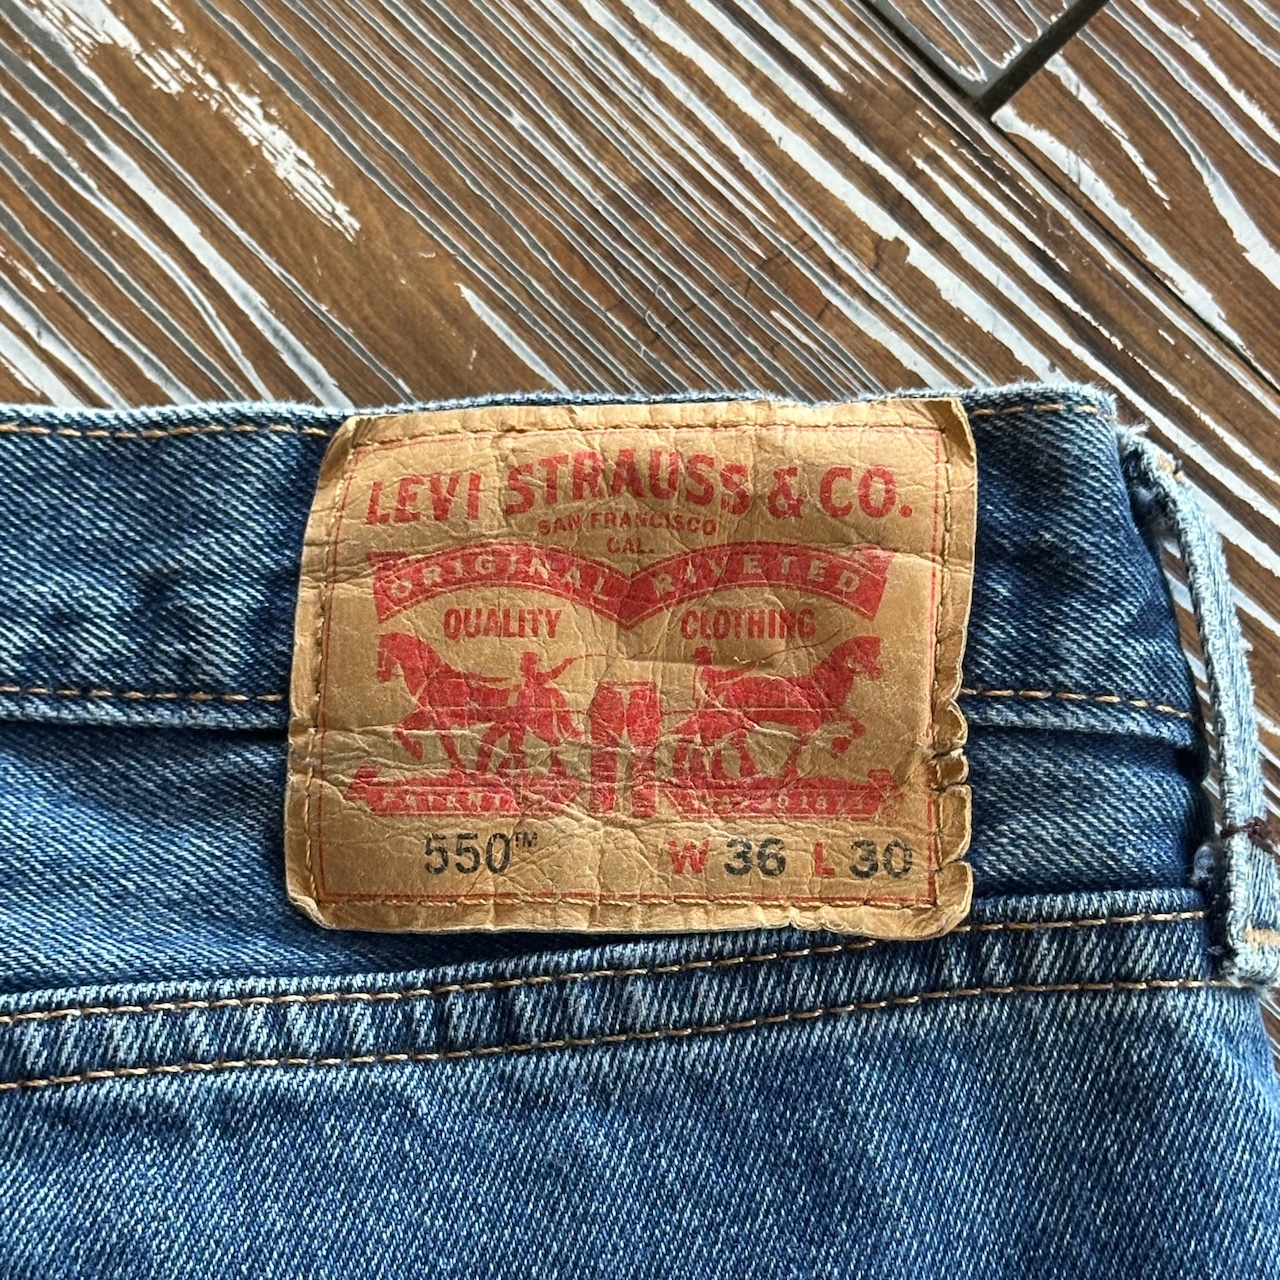 LEVI STRAUSS & CO.
SAN FRANCISCO
CAL.
ORIGINAL RIVETED
QUALITY CLOTHING
550™ W 36 L 30